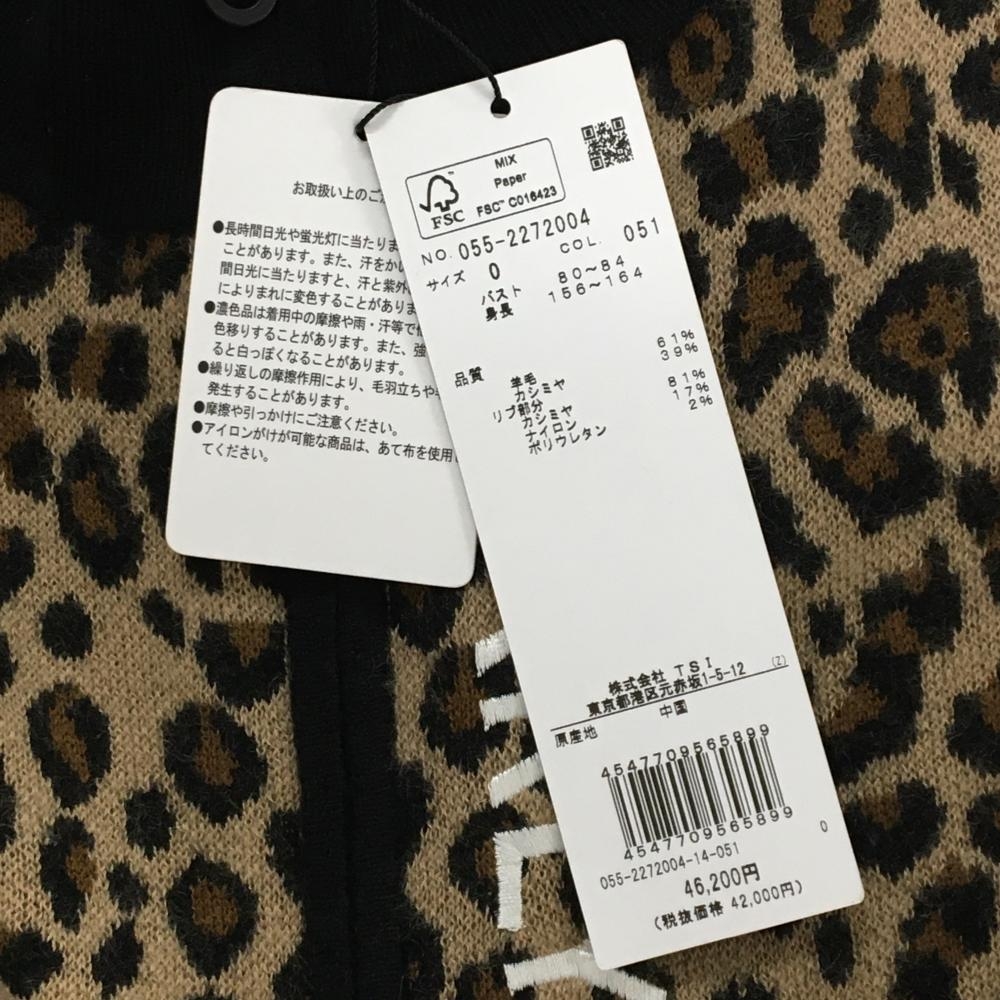 お取扱い上のご
●長時間日光や蛍光灯に当たりま
ことがあります。また、汗をかい
間日光に当たりますと、汗と紫外
によりまれに変色することがありま
●濃色品は着用中の摩擦や雨・汗等で
色移りすることがあります。また、強
ると白っぽくなることがあります。
●繰り返しの摩擦作用により、毛羽立ちや
発生することがあります。
●摩擦や引っかけにご注意ください。
●アイロンがけが可能な商品は、あて布を使用し
てください。
MIX
Paper
FSC™ C016423
FSC
NO. 055-2272004
サイズ 0 COL. 051
バスト 80～84
身長 156～164
品質 羊毛 61%
カシミヤ 39%
リブ部分
カシミヤ 81%
ナイロン 17%
ポリウレタン 2%
株式会社 TSI
東京都港区元赤坂1-5-12 (Z)
原産地 中国
4547709565899
4547709565899
0
055-2272004-14-051
46,200円
(税抜価格 42,000円)